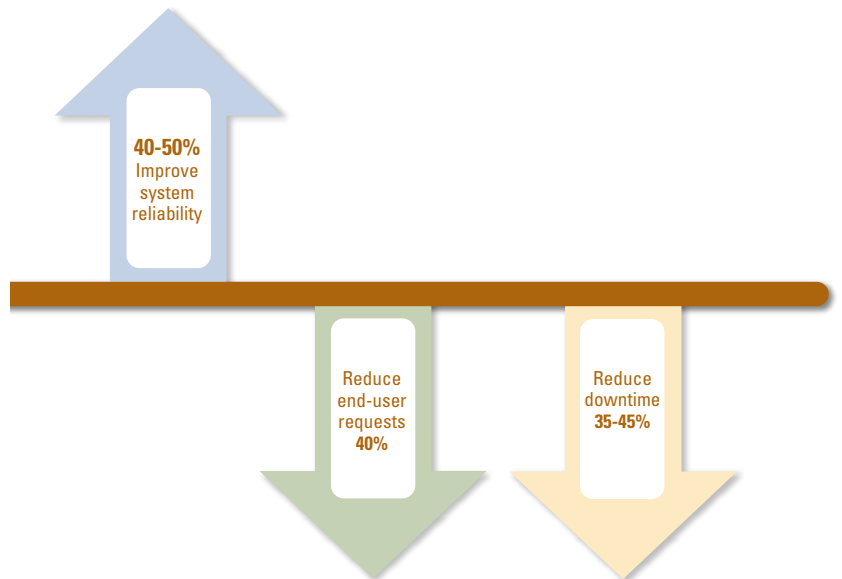 40-50%
Improve
system
reliability
Reduce
end-user
requests
40%
Reduce
downtime
35-45%